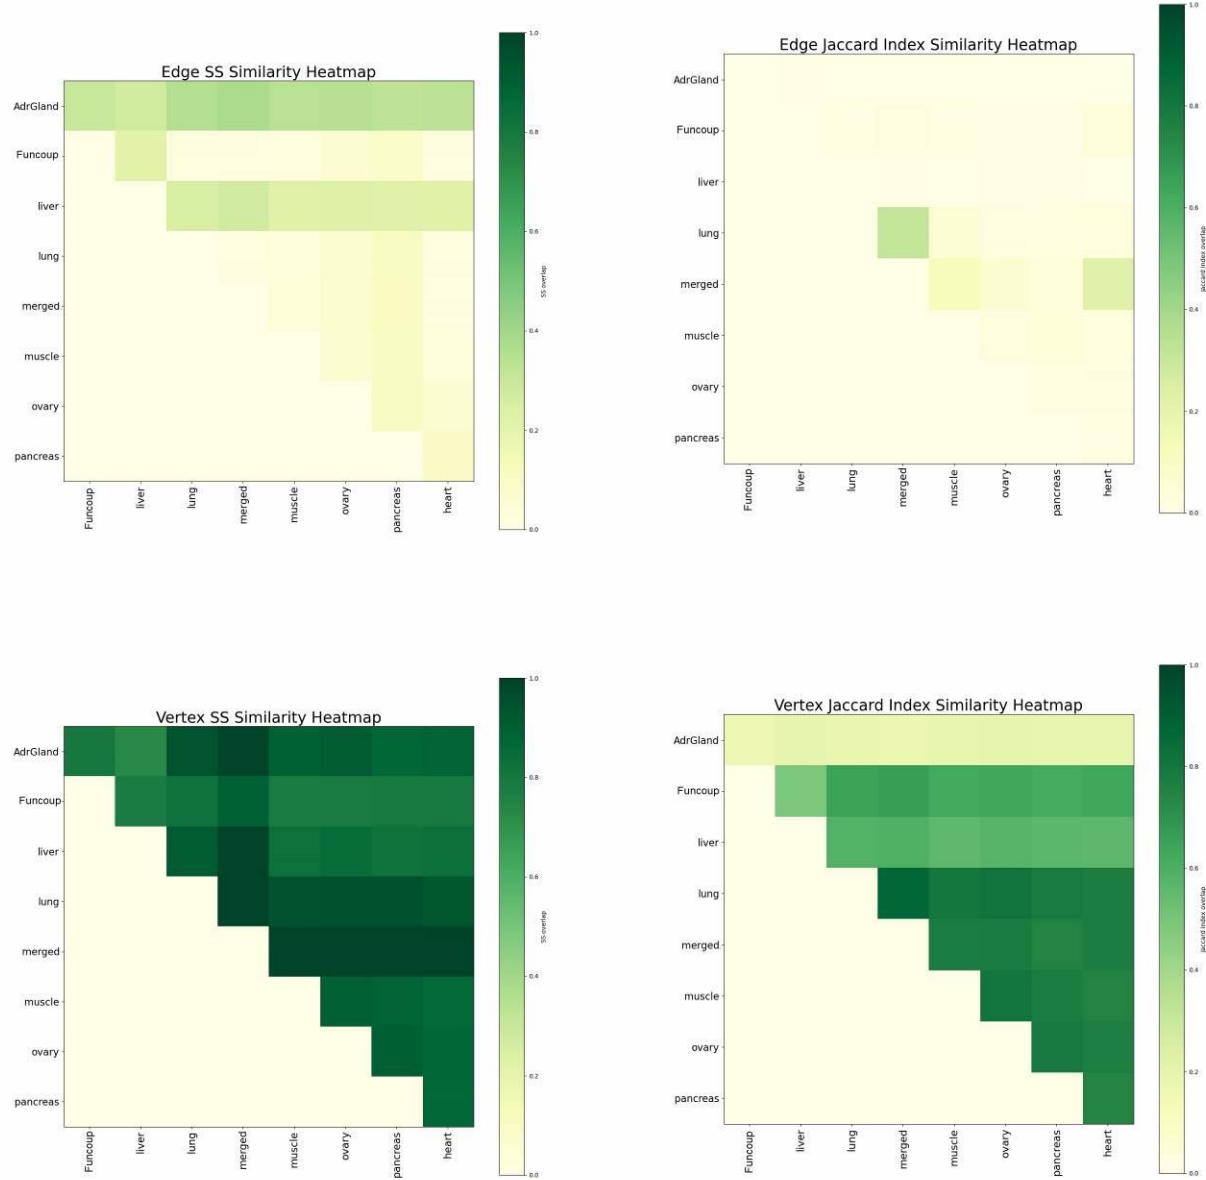 Edge SS Similarity Heatmap
AdrGland
Funcoup
liver
lung
merged
muscle
ovary
pancreas
Funcoup
liver
lung
merged
muscle
ovary
pancreas
heart
1.0
0.8
0.6
0.4
0.2
0.0
SS overlap
Edge Jaccard Index Similarity Heatmap
AdrGland
Funcoup
liver
lung
merged
muscle
ovary
pancreas
Funcoup
liver
lung
merged
muscle
ovary
pancreas
heart
1.0
0.8
0.6
0.4
0.2
0.0
Jaccard Index overlap
Vertex SS Similarity Heatmap
AdrGland
Funcoup
liver
lung
merged
muscle
ovary
pancreas
Funcoup
liver
lung
merged
muscle
ovary
pancreas
heart
1.0
0.8
0.6
0.4
0.2
0.0
SS overlap
Vertex Jaccard Index Similarity Heatmap
AdrGland
Funcoup
liver
lung
merged
muscle
ovary
pancreas
Funcoup
liver
lung
merged
muscle
ovary
pancreas
heart
1.0
0.8
0.6
0.4
0.2
0.0
Jaccard Index overlap